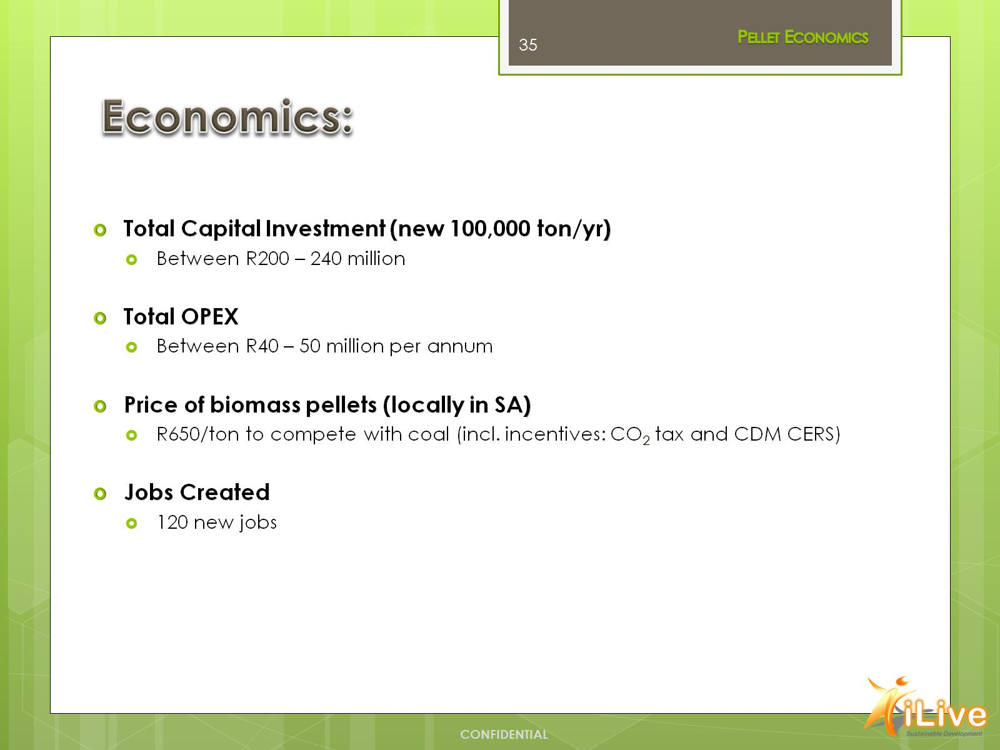 35
PELLET ECONOMICS
Economics:
Total Capital Investment (new 100,000 ton/yr)
Between R200 – 240 million
Total OPEX
Between R40 – 50 million per annum
Price of biomass pellets (locally in SA)
R650/ton to compete with coal (incl. incentives: CO₂ tax and CDM CERS)
Jobs Created
120 new jobs
iLive
Sustainable Development
CONFIDENTIAL